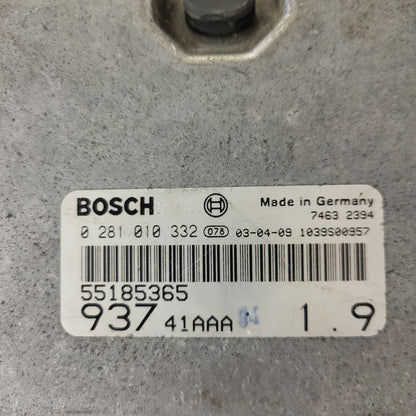 BOSCH Made in Germany
7463 2394
0 281 010 332 078 03-04-09 1039S00957
55185365
937 41AAA 04 1.9